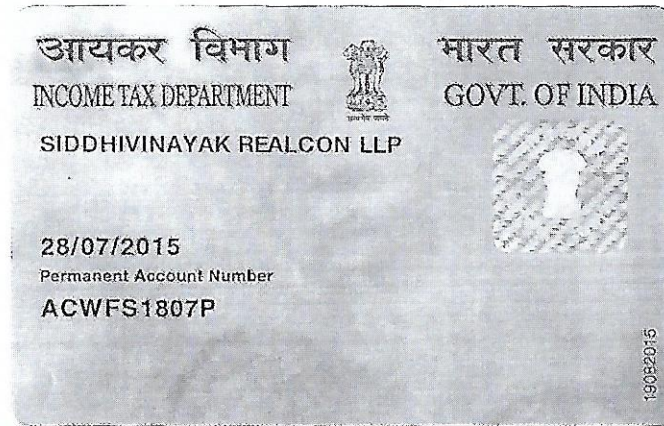 आयकर विभाग
INCOME TAX DEPARTMENT
भारत सरकार
GOVT. OF INDIA
SIDDHIVINAYAK REALCON LLP
28/07/2015
Permanent Account Number
ACWFS1807P
19082015